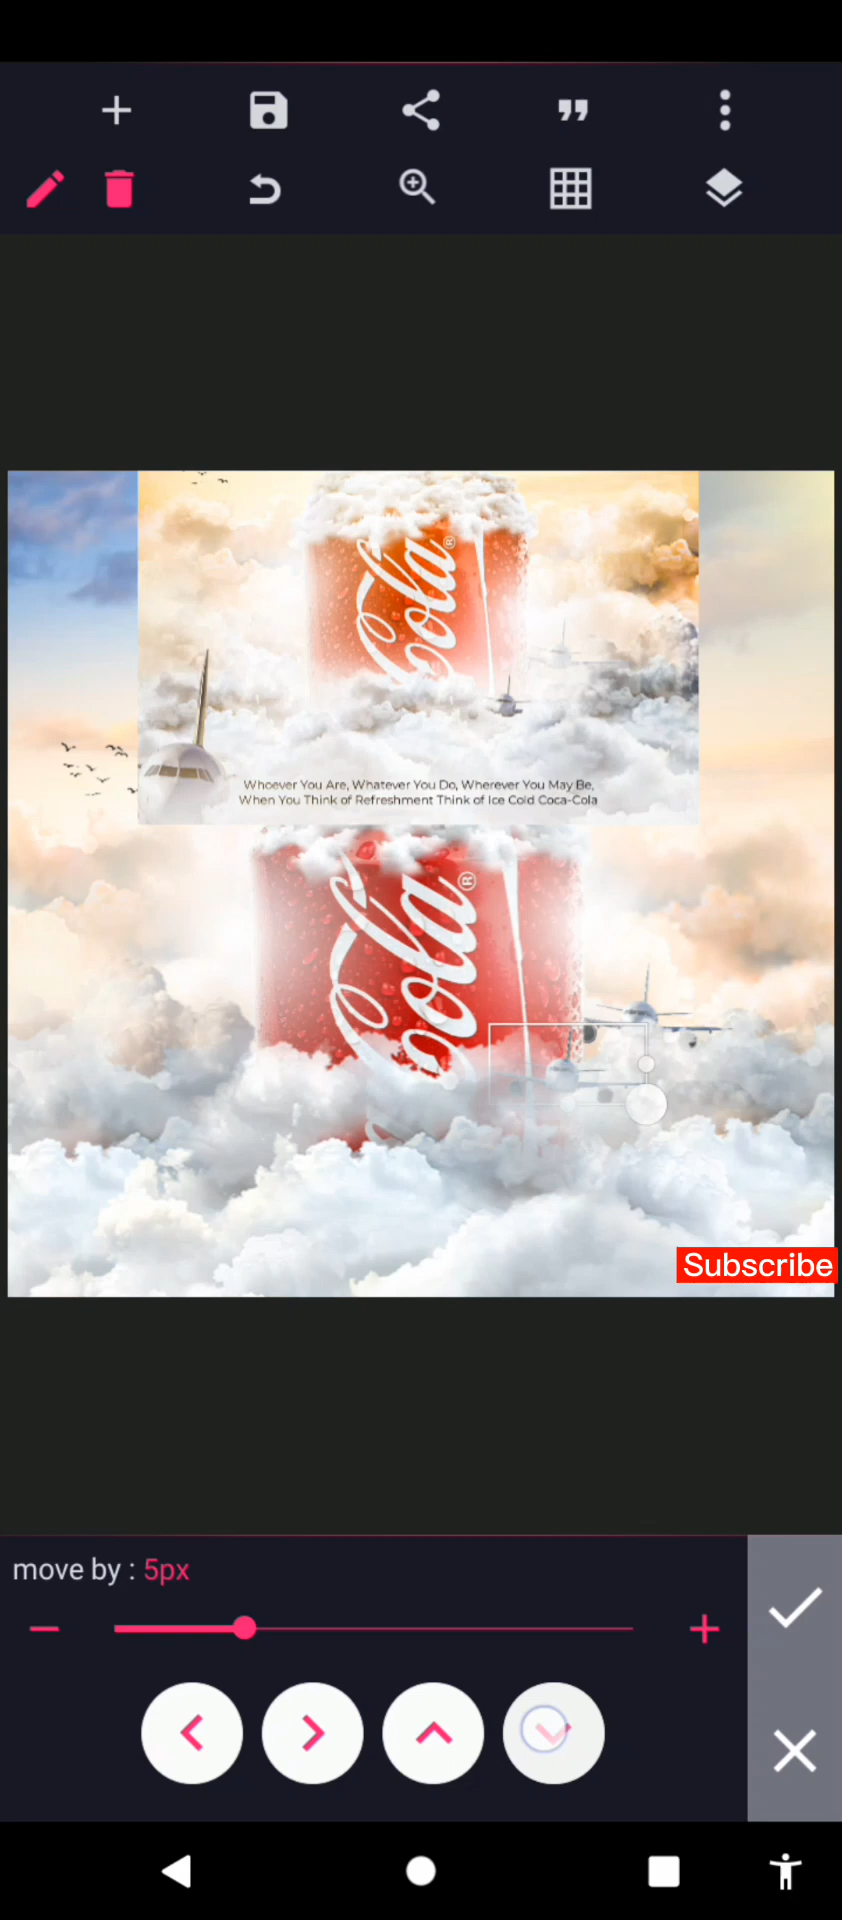 Cola®
Whoever You Are, Whatever You Do, Wherever You May Be,
When You Think of Refreshment Think of Ice Cold Coca-Cola
Cola®
Subscribe
move by : 5px